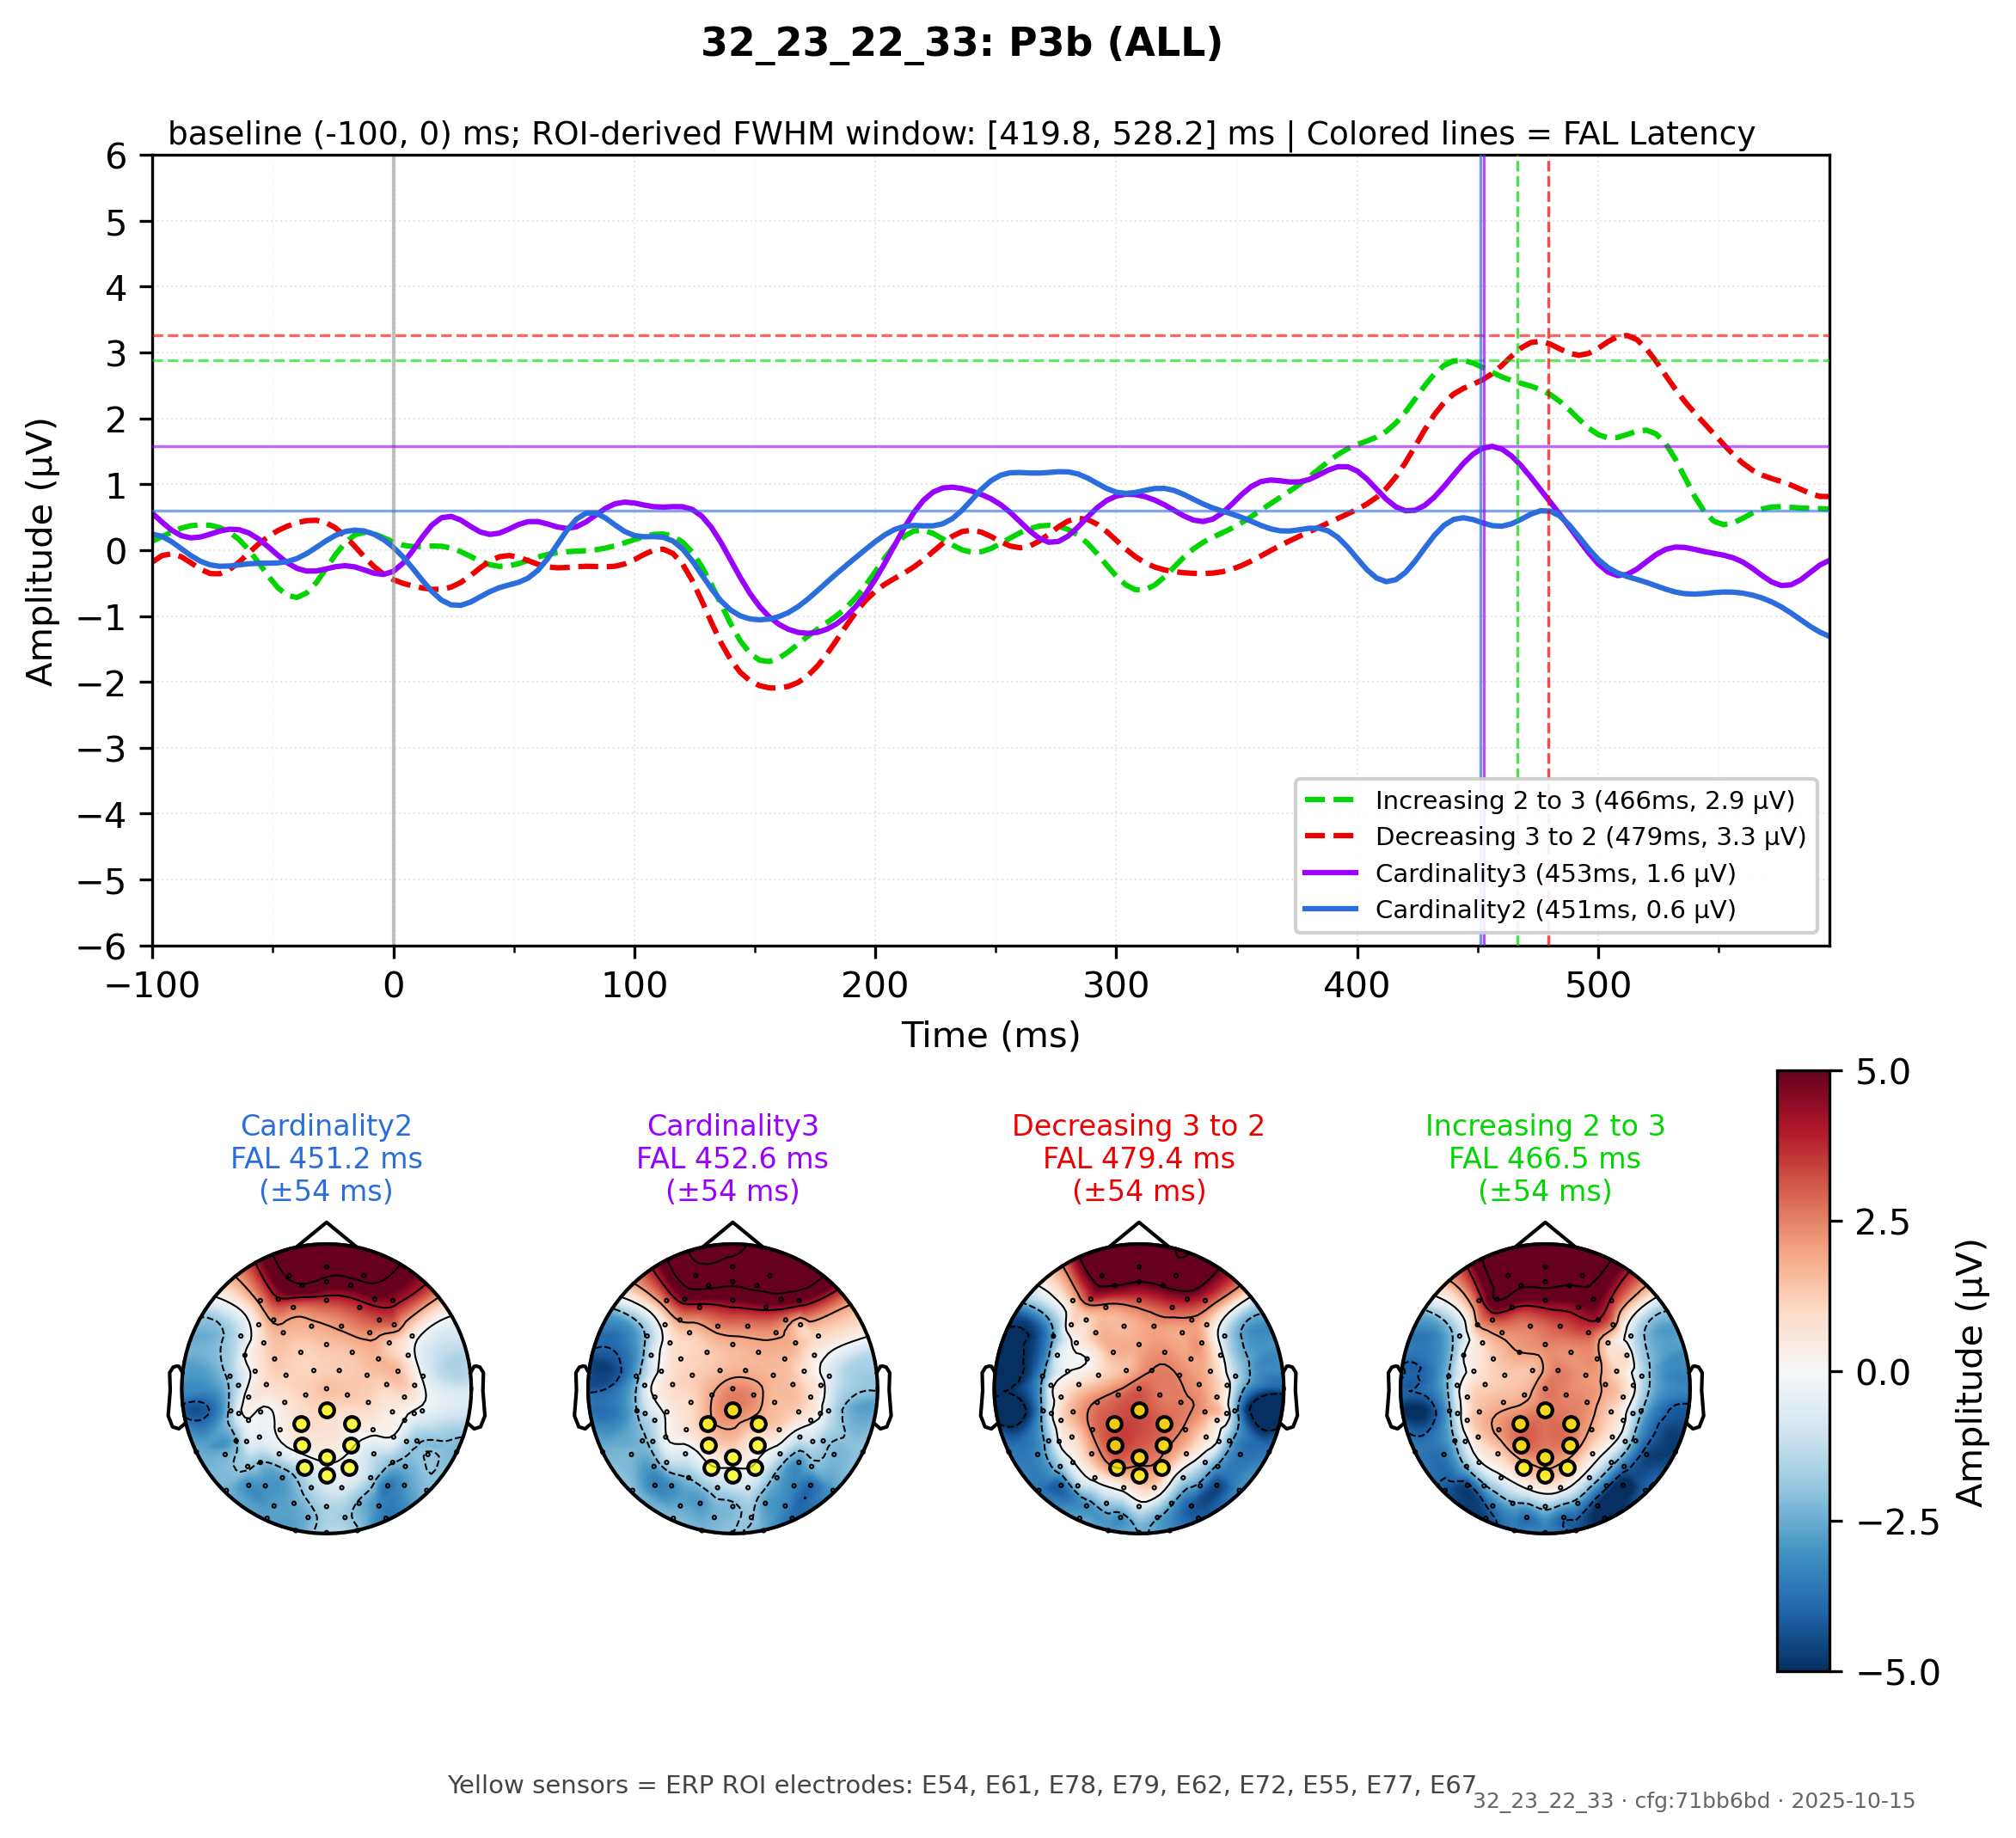 32_23_22_33: P3b (ALL)
baseline (-100, 0) ms; ROI-derived FWHM window: [419.8, 528.2] ms | Colored lines = FAL Latency
Amplitude (μV)
6
5
4
3
2
1
0
−1
−2
−3
−4
−5
−6
Increasing 2 to 3 (466ms, 2.9 μV)
Decreasing 3 to 2 (479ms, 3.3 μV)
Cardinality3 (453ms, 1.6 μV)
Cardinality2 (451ms, 0.6 μV)
−100 0 100 200 300 400 500
Time (ms)
Cardinality2
FAL 451.2 ms
(±54 ms)
Cardinality3
FAL 452.6 ms
(±54 ms)
Decreasing 3 to 2
FAL 479.4 ms
(±54 ms)
Increasing 2 to 3
FAL 466.5 ms
(±54 ms)
5.0
2.5
0.0
−2.5
−5.0
Amplitude (μV)
Yellow sensors = ERP ROI electrodes: E54, E61, E78, E79, E62, E72, E55, E77, E67
32_23_22_33 · cfg:71bb6bd · 2025-10-15